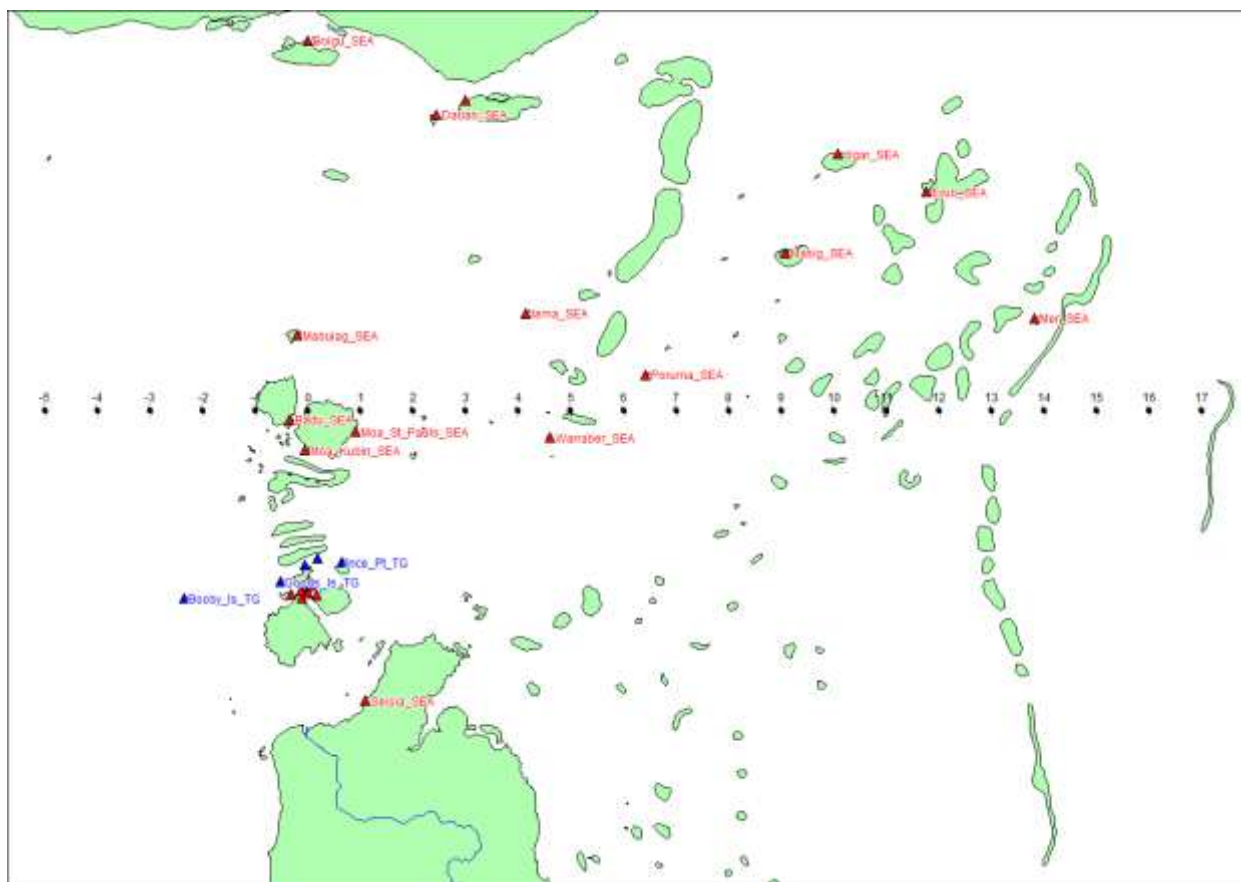 Boigu_SEA
Dauan_SEA
Ugar_SEA
Erub_SEA
Masig_SEA
Iama_SEA
Mer_SEA
Mabuiag_SEA
Poruma_SEA
-5 -4 -3 -2 -1 0 1 2 3 4 5 6 7 8 9 10 11 12 13 14 15 16 17
Badu_SEA
Moa_St_Pauls_SEA
Warraber_SEA
Moa_Kubin_SEA
Ince_Pt_TG
Goods_Is_TG
Booby_Is_TG
Seisia_SEA